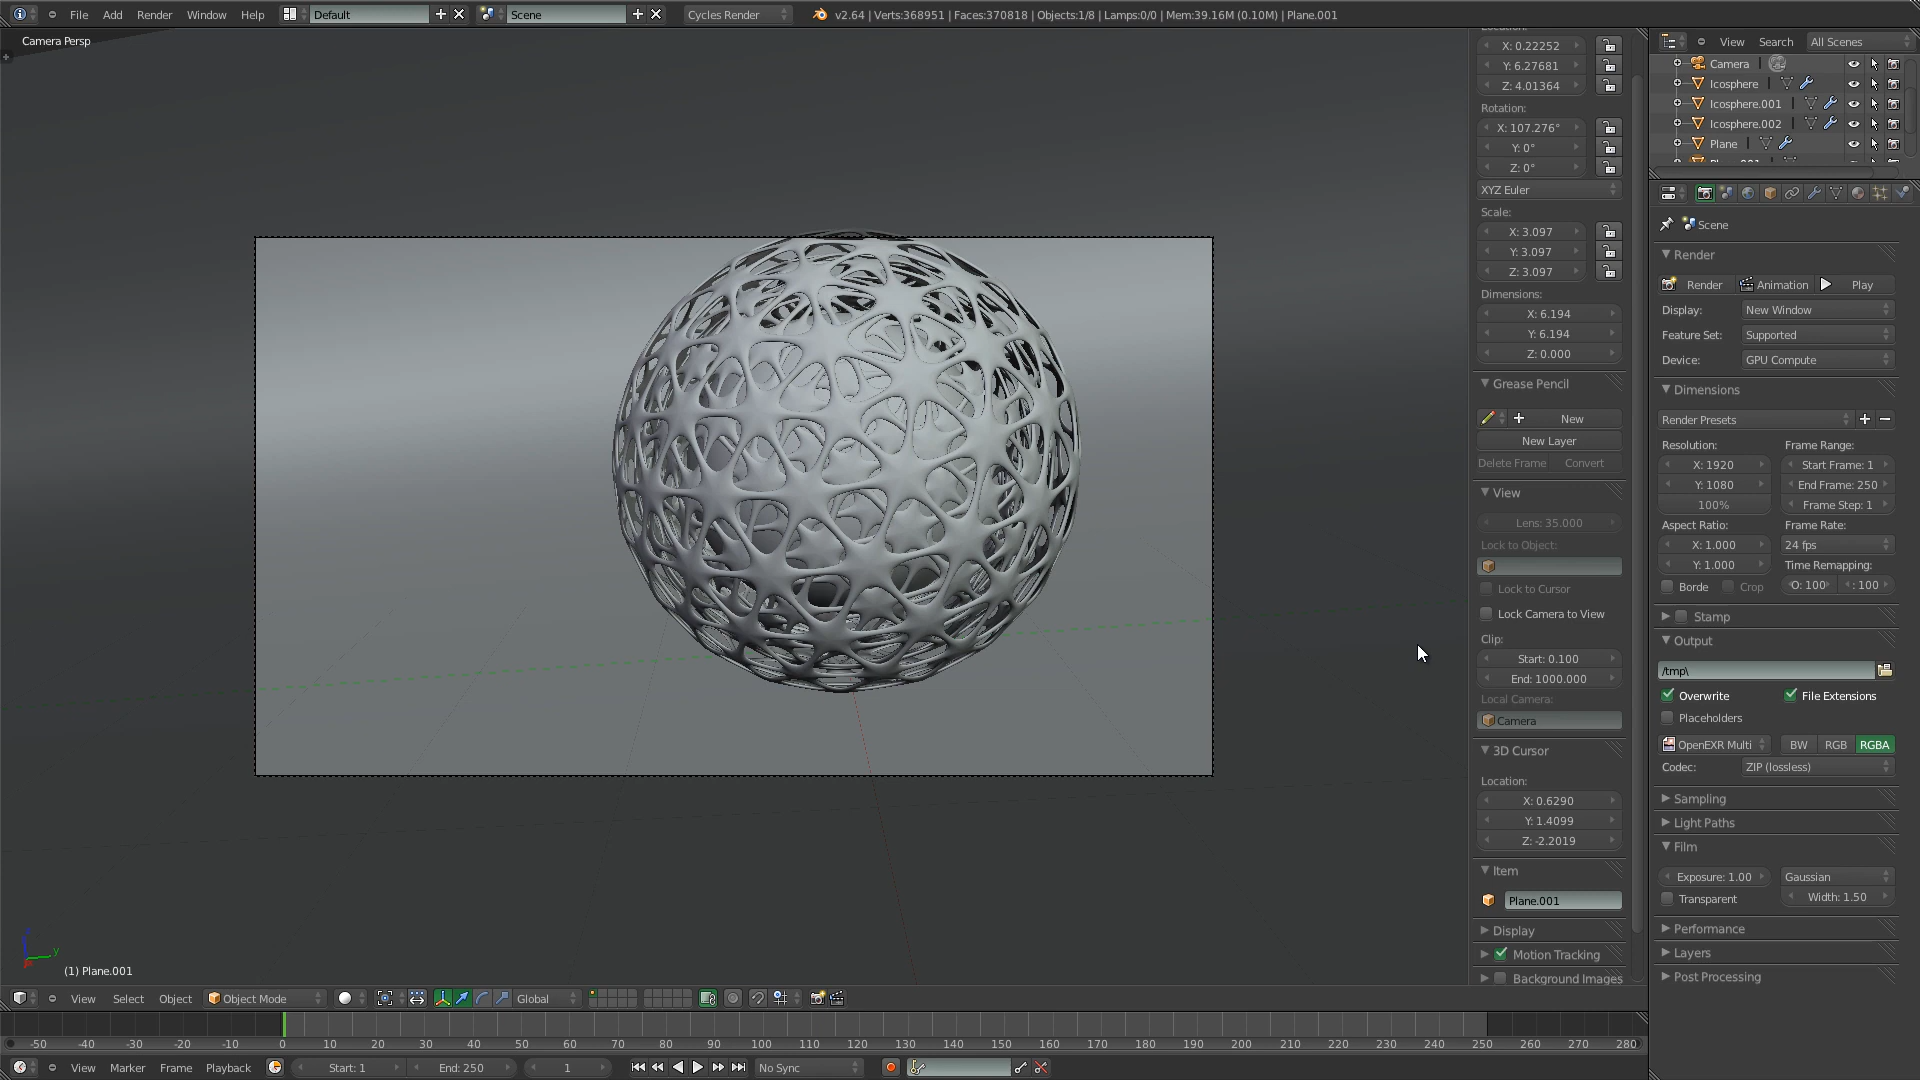 File Add Render Window Help Default Scene Cycles Render v2.64 | Verts:368951 | Faces:370818 | Objects:1/8 | Lamps:0/0 | Mem:39.16M (0.10M) | Plane.001
Camera Persp
Location:
X: 0.22252
Y: 6.27681
Z: 4.01364
Rotation:
X: 107.276°
Y: 0°
Z: 0°
XYZ Euler
Scale:
X: 3.097
Y: 3.097
Z: 3.097
Dimensions:
X: 6.194
Y: 6.194
Z: 0.000
Grease Pencil
New
New Layer
Delete Frame Convert
View
Lens: 35.000
Lock to Object:
Lock to Cursor
Lock Camera to View
Clip:
Start: 0.100
End: 1000.000
Local Camera:
Camera
3D Cursor
Location:
X: 0.6290
Y: 1.4099
Z: -2.2019
Item
Plane.001
Display
Motion Tracking
Background Images
View Search All Scenes
Camera
Icosphere
Icosphere.001
Icosphere.002
Plane
Scene
Render
Render Animation Play
Display: New Window
Feature Set: Supported
Device: GPU Compute
Dimensions
Render Presets
Resolution: Frame Range:
X: 1920 Start Frame: 1
Y: 1080 End Frame: 250
100% Frame Step: 1
Aspect Ratio: Frame Rate:
X: 1.000 24 fps
Y: 1.000 Time Remapping:
Borde Crop O: 100 : 100
Stamp
Output
/tmp\
Overwrite File Extensions
Placeholders
OpenEXR Multi BW RGB RGBA
Codec: ZIP (lossless)
Sampling
Light Paths
Film
Exposure: 1.00 Gaussian
Transparent Width: 1.50
Performance
Layers
Post Processing
z
y
(1) Plane.001
View Select Object Object Mode Global
-50 -40 -30 -20 -10 0 10 20 30 40 50 60 70 80 90 100 110 120 130 140 150 160 170 180 190 200 210 220 230 240 250 260 270 280
View Marker Frame Playback Start: 1 End: 250 1 No Sync